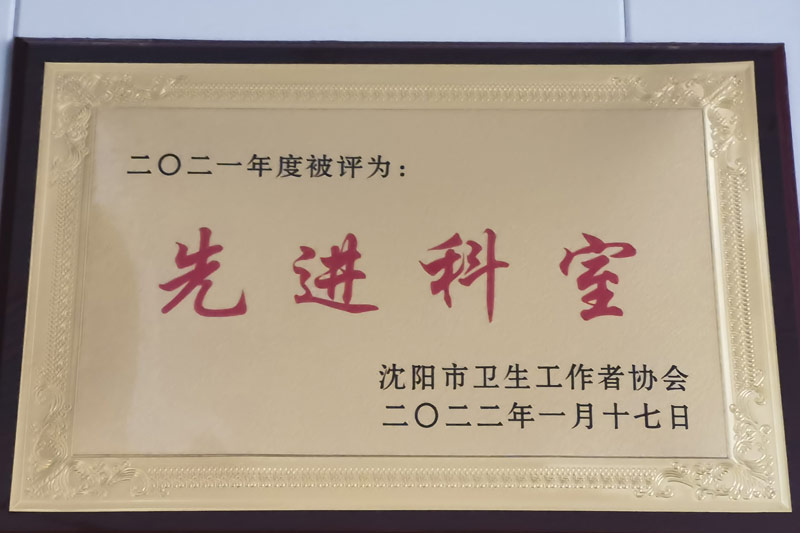 二〇二一年度被评为：
先进科室
沈阳市卫生工作者协会
二〇二二年一月十七日